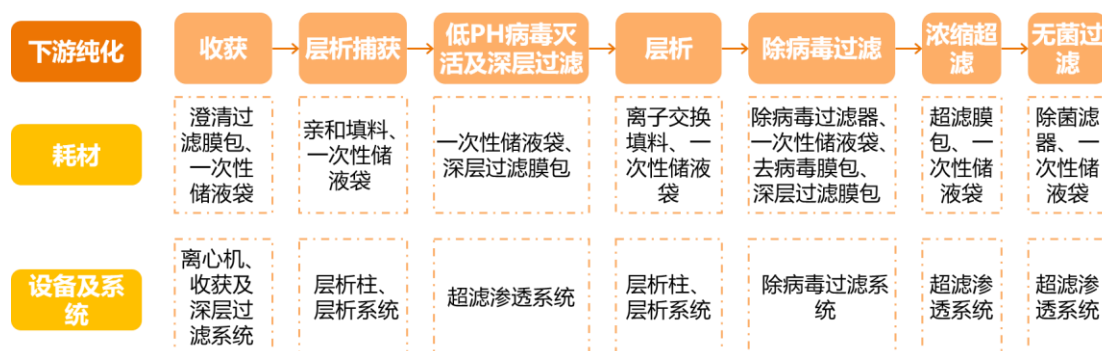 下游纯化
收获
层析捕获
低PH病毒灭
活及深层过滤
层析
除病毒过滤
浓缩超
滤
无菌过
滤
耗材
澄清过
滤膜包、
一次性
储液袋
亲和填料、
一次性储
液袋
一次性储液袋、
深层过滤膜包
离子交换
填料、一
次性储液
袋
除病毒过滤器、
一次性储液袋、
去病毒膜包、
深层过滤膜包
超滤膜
包、一
次性储
液袋
除菌滤
器、一
次性储
液袋
设备及系
统
离心机、
收获及
深层过
滤系统
层析柱、
层析系统
超滤渗透系统
层析柱、
层析系统
除病毒过滤系
统
超滤渗
透系统
超滤渗
透系统